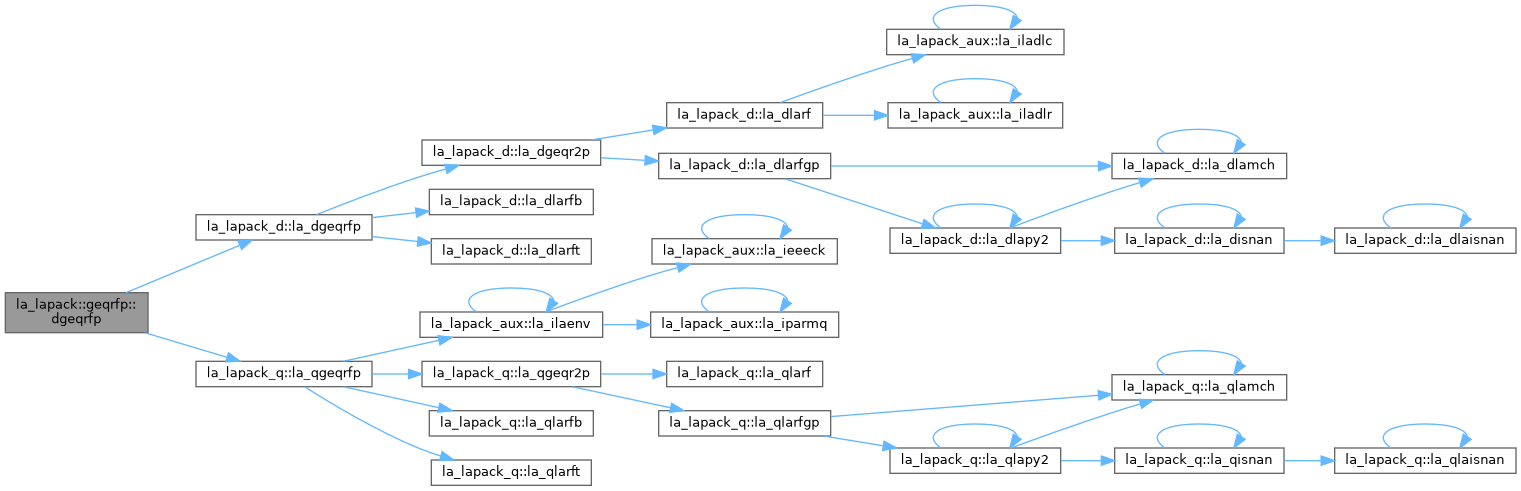 la_lapack_aux::la_iladlc
la_lapack_aux::la_iladlr
la_lapack_d::la_dlarf
la_lapack_d::la_dgeqr2p
la_lapack_d::la_dlarfgp
la_lapack_d::la_dlamch
la_lapack_d::la_dlarfb
la_lapack_d::la_dgeqrfp
la_lapack_d::la_dlarft
la_lapack_d::la_dlapy2
la_lapack_d::la_disnan
la_lapack_d::la_dlaisnan
la_lapack_aux::la_ieeeck
la_lapack::geqrfp::
dgeqrfp
la_lapack_aux::la_ilaenv
la_lapack_aux::la_iparmq
la_lapack_q::la_qgeqrfp
la_lapack_q::la_qgeqr2p
la_lapack_q::la_qlarf
la_lapack_q::la_qlamch
la_lapack_q::la_qlarfb
la_lapack_q::la_qlarfgp
la_lapack_q::la_qlarft
la_lapack_q::la_qlapy2
la_lapack_q::la_qisnan
la_lapack_q::la_qlaisnan